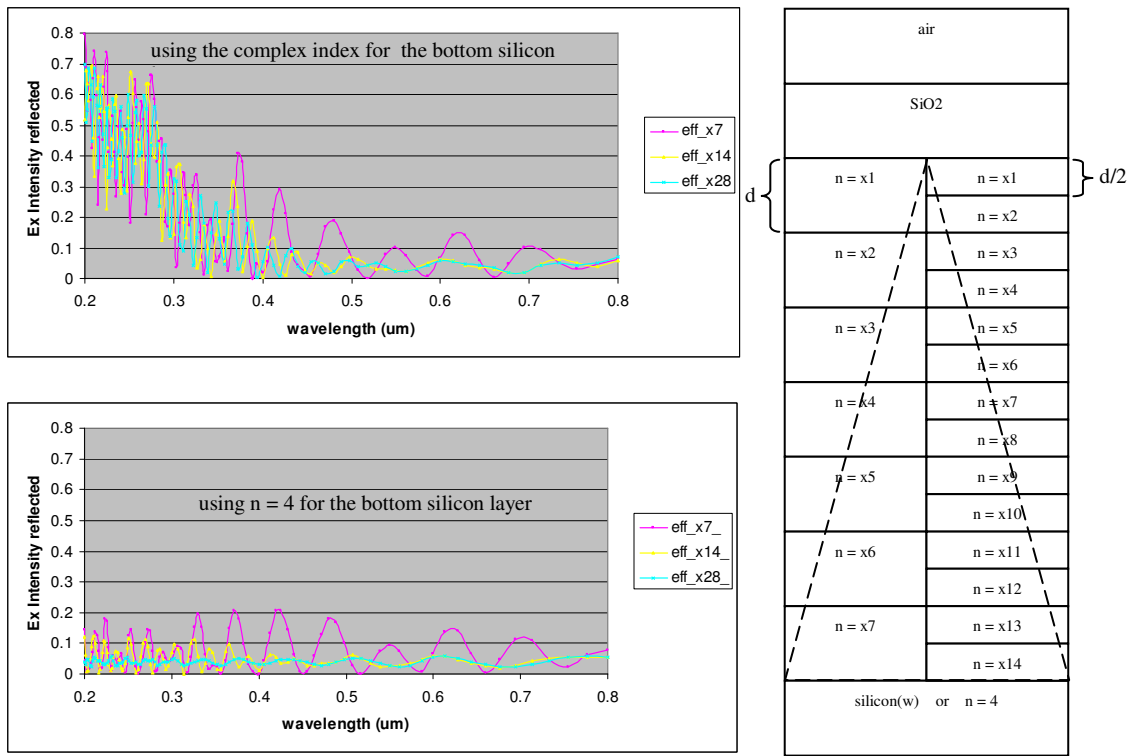 using the complex index for the bottom silicon
Ex Intensity reflected
0.8
0.7
0.6
0.5
0.4
0.3
0.2
0.1
0
0.2 0.3 0.4 0.5 0.6 0.7 0.8
wavelength (um)
eff_x7
eff_x14
eff_x28
using n = 4 for the bottom silicon layer
Ex Intensity reflected
0.8
0.7
0.6
0.5
0.4
0.3
0.2
0.1
0
0.2 0.3 0.4 0.5 0.6 0.7 0.8
wavelength (um)
eff_x7_
eff_x14_
eff_x28_
air
SiO2
d
n = x1
n = x2
n = x3
n = x4
n = x5
n = x6
n = x7
n = x1
n = x2
n = x3
n = x4
n = x5
n = x6
n = x7
n = x8
n = x9
n = x10
n = x11
n = x12
n = x13
n = x14
d/2
silicon(w) or n = 4